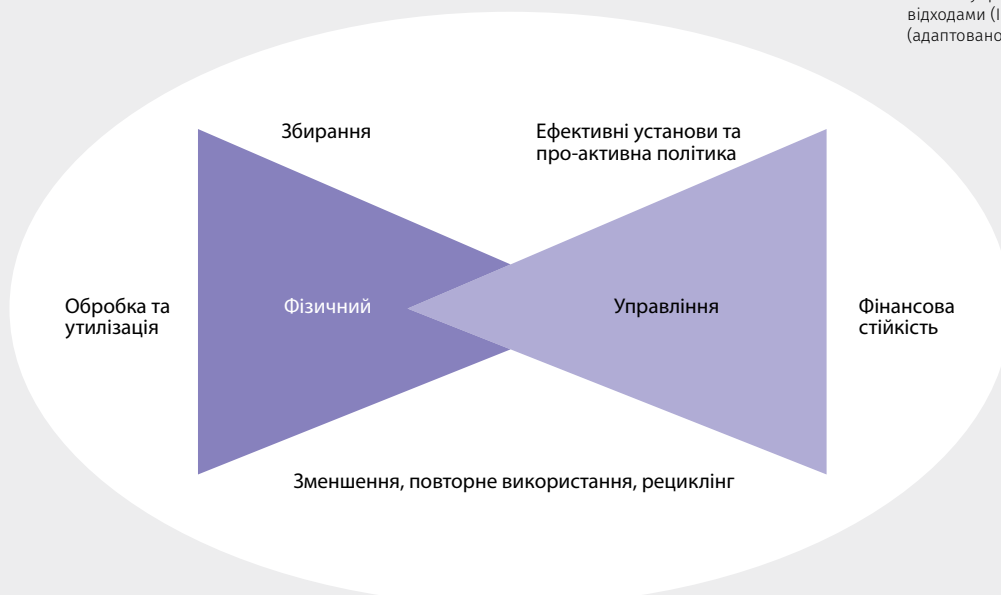 відходами (І
(адаптовано
Збирання
Ефективні установи та
про-активна політика
Обробка та
утилізація
Фізичний
Управління
Фінансова
стійкість
Зменшення, повторне використання, рециклінг